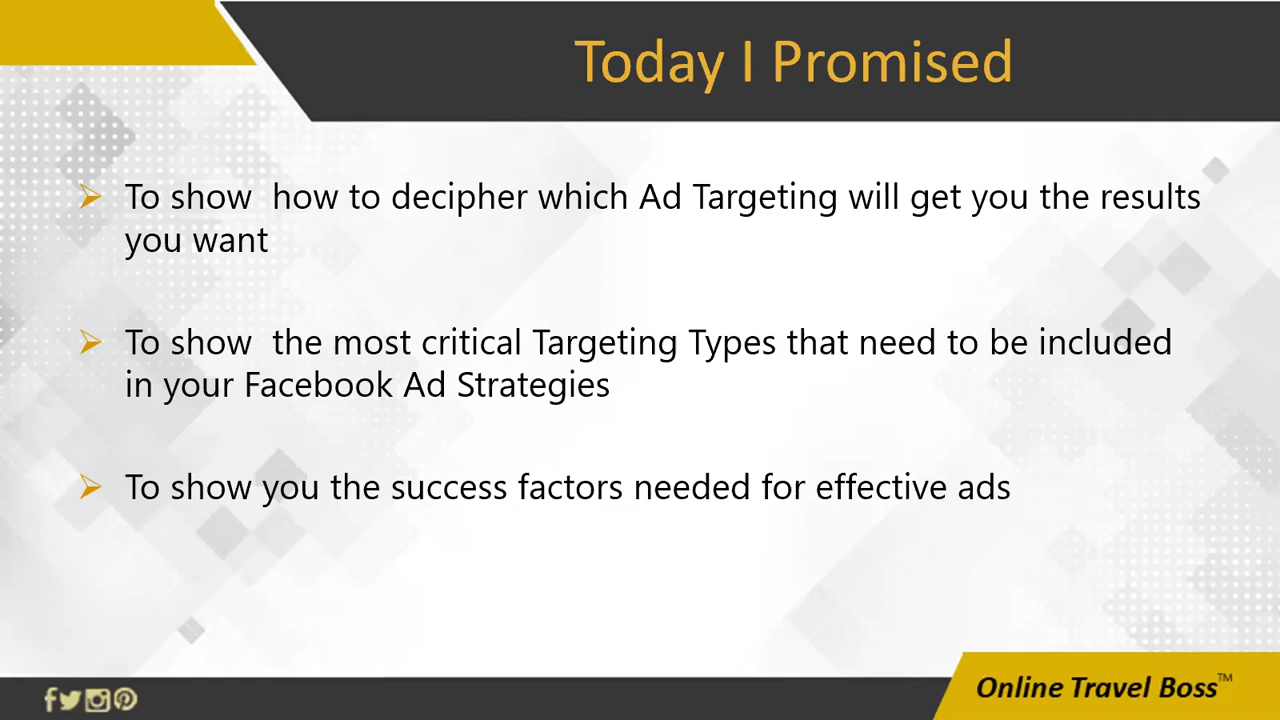 Today I Promised
To show  how to decipher which Ad Targeting will get you the results
you want
To show  the most critical Targeting Types that need to be included
in your Facebook Ad Strategies
To show you the success factors needed for effective ads
Online Travel Boss™